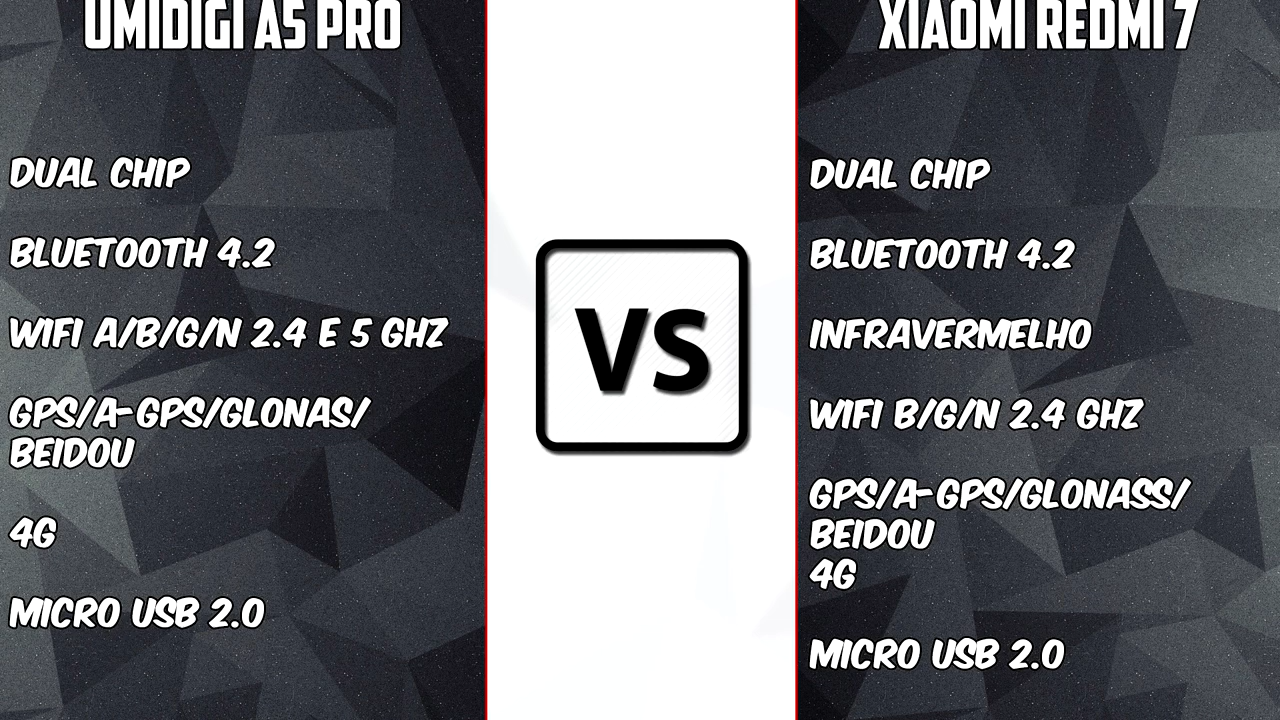 UMIDIGI A5 PRO
DUAL CHIP
BLUETOOTH 4.2
WIFI A/B/G/N 2.4 E 5 GHZ
GPS/A-GPS/GLONAS/
BEIDOU
4G
MICRO USB 2.0
VS
XIAOMI REDMI 7
DUAL CHIP
BLUETOOTH 4.2
INFRAVERMELHO
WIFI B/G/N 2.4 GHZ
GPS/A-GPS/GLONASS/
BEIDOU
4G
MICRO USB 2.0